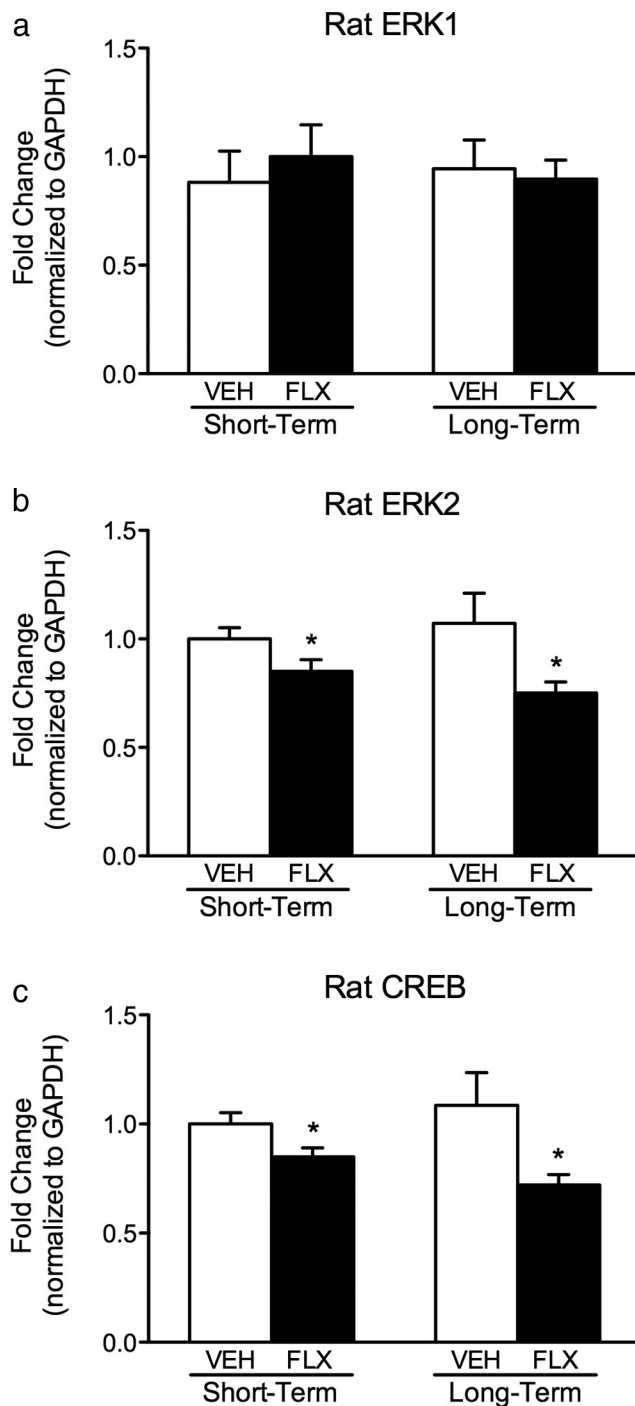 a
Rat ERK1
Fold Change
(normalized to GAPDH)
1.5
1.0
0.5
0.0
VEH FLX VEH FLX
Short-Term Long-Term
b
Rat ERK2
Fold Change
(normalized to GAPDH)
1.5
1.0
0.5
0.0
* *
VEH FLX VEH FLX
Short-Term Long-Term
c
Rat CREB
Fold Change
(normalized to GAPDH)
1.5
1.0
0.5
0.0
* *
VEH FLX VEH FLX
Short-Term Long-Term